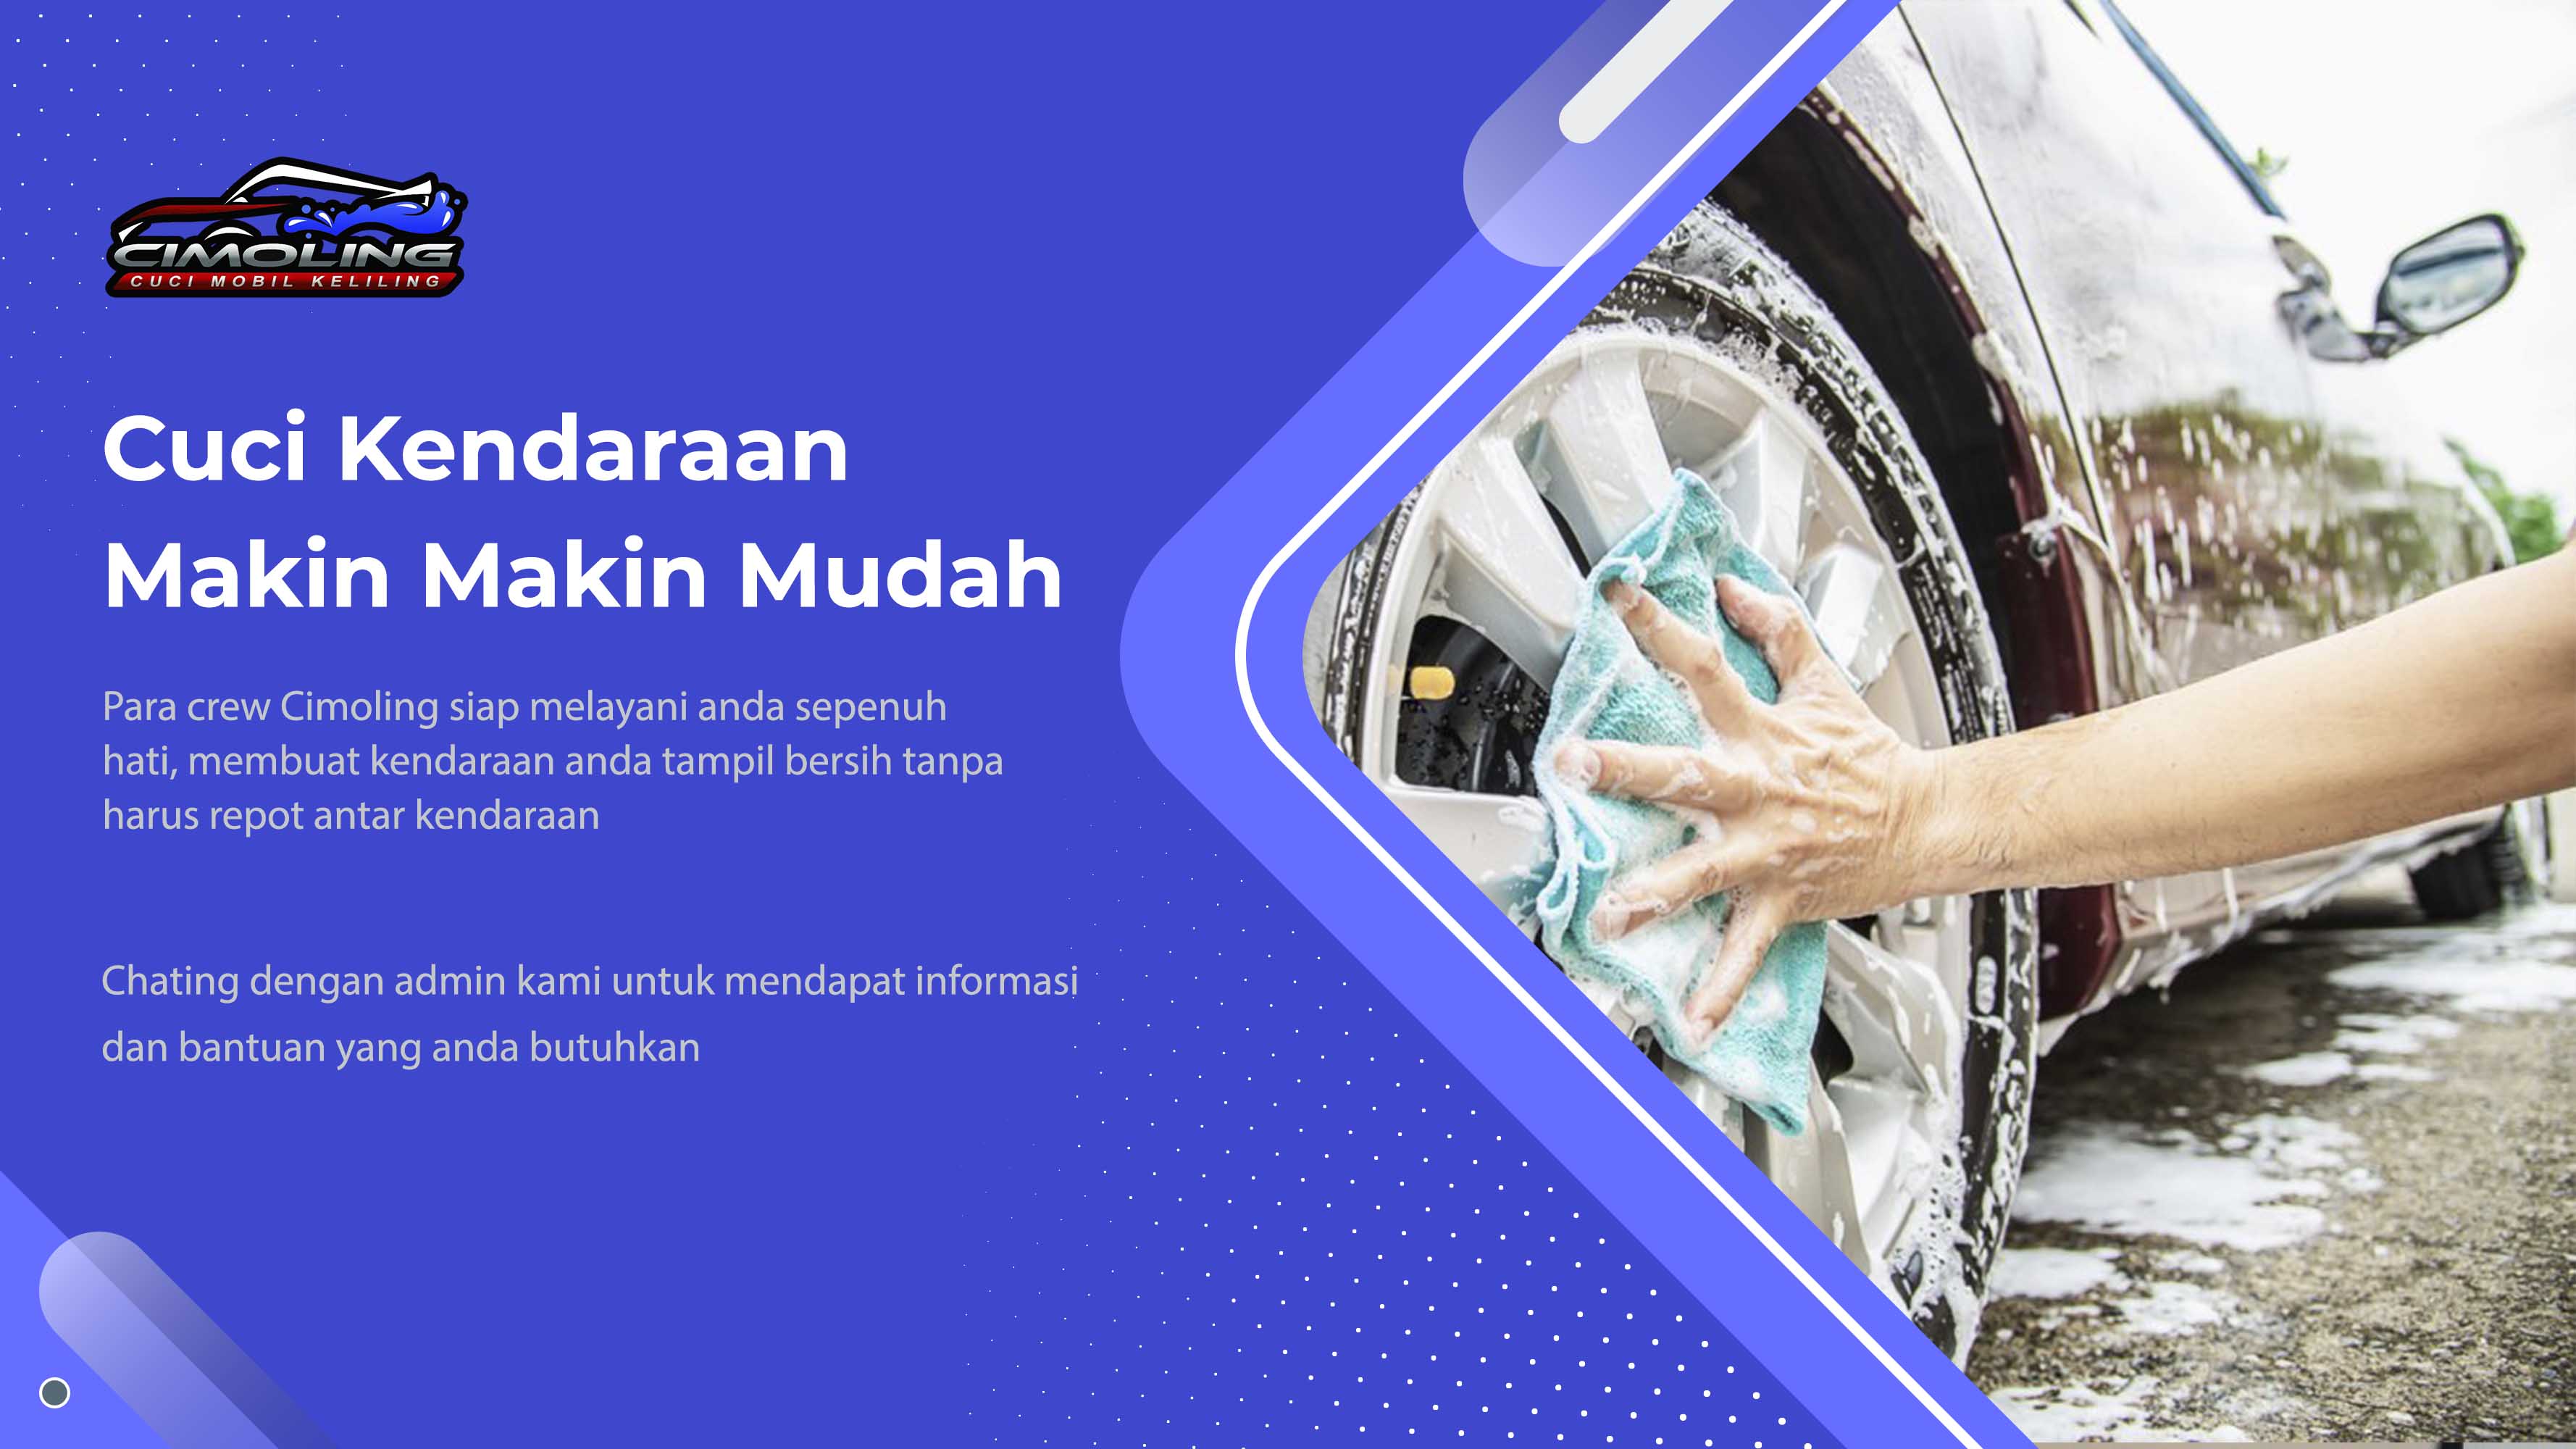 CIMOLING
CUCI MOBIL KELILING
Cuci Kendaraan
Makin Makin Mudah
Para crew Cimoling siap melayani anda sepenuh
hati, membuat kendaraan anda tampil bersih tanpa
harus repot antar kendaraan
Chating dengan admin kami untuk mendapat informasi
dan bantuan yang anda butuhkan